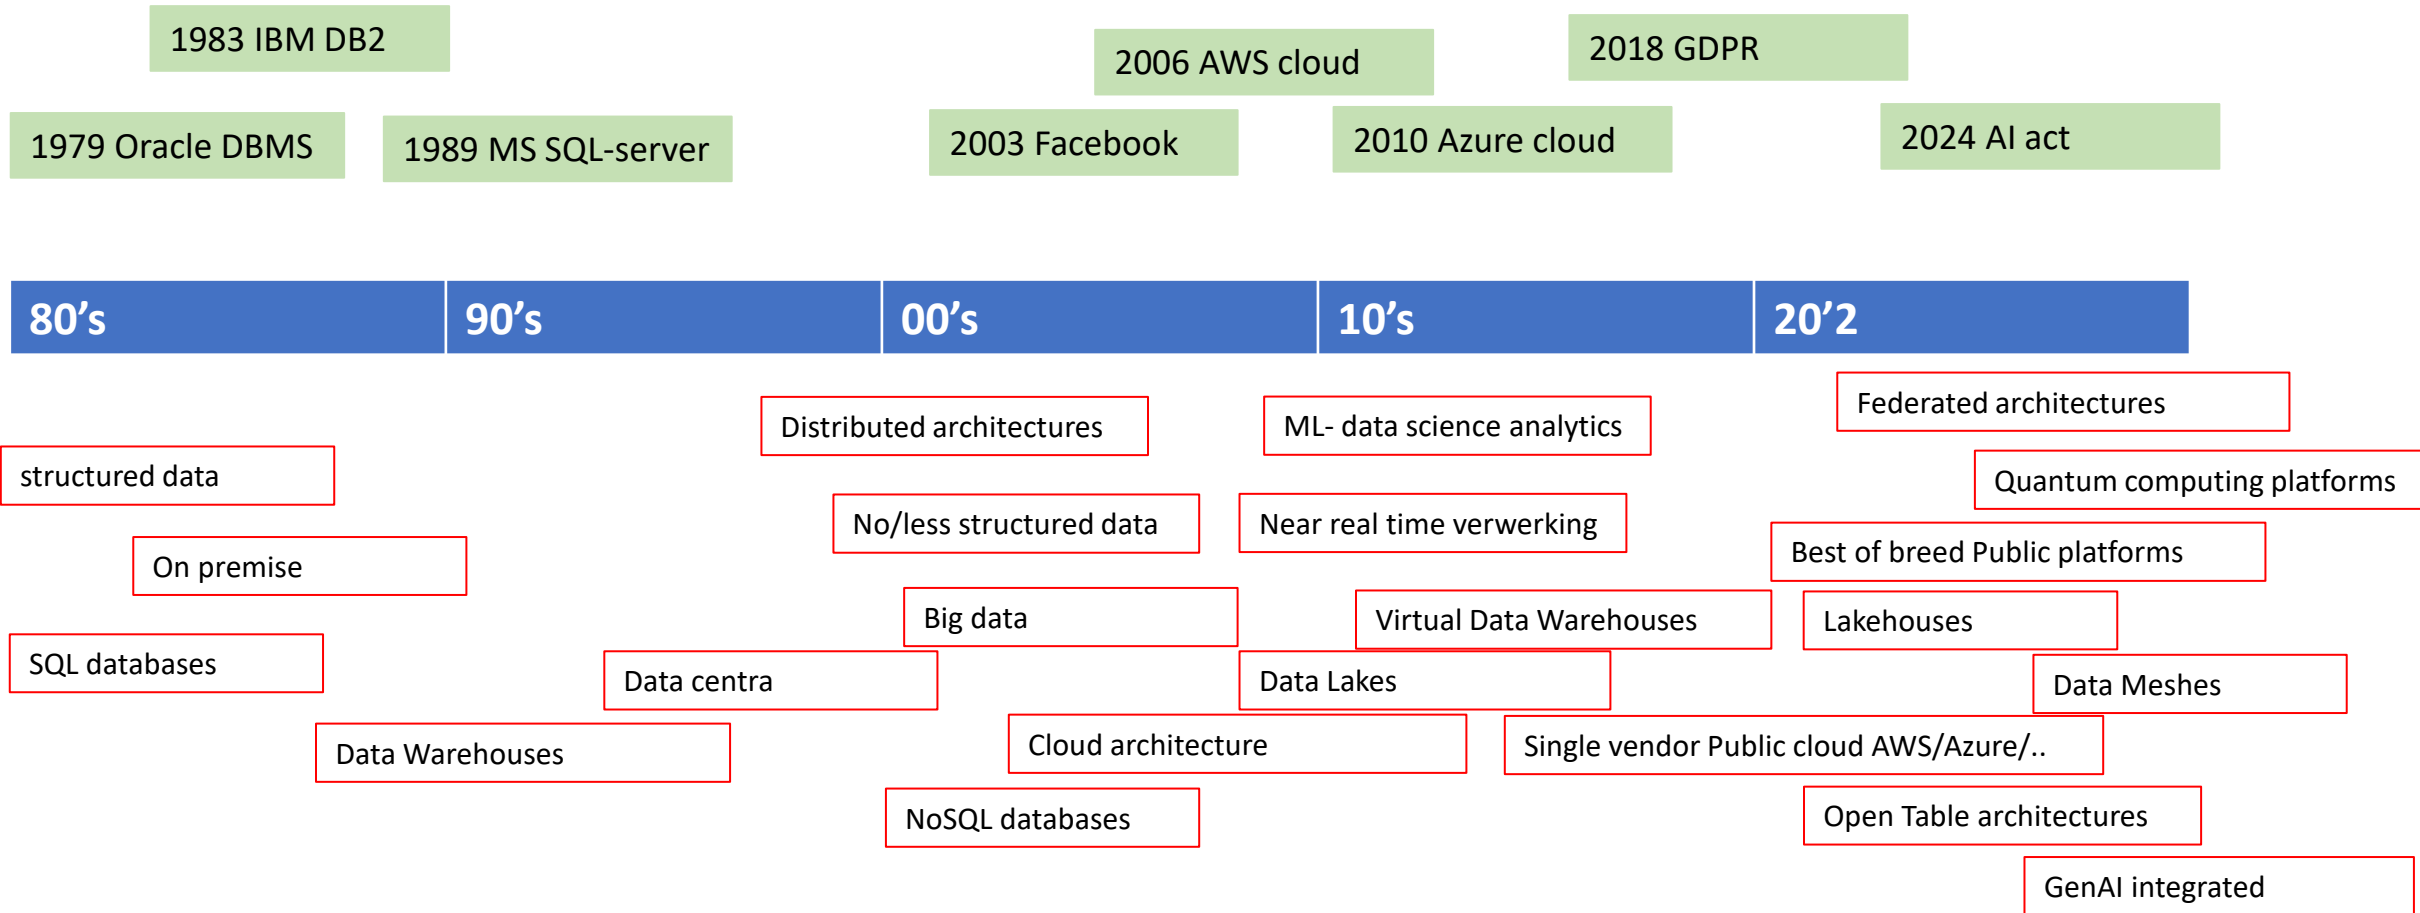 1983 IBM DB2
2006 AWS cloud
2018 GDPR
1979 Oracle DBMS
1989 MS SQL-server
2003 Facebook
2010 Azure cloud
2024 AI act
80’s
90’s
00’s
10’s
20’2
Federated architectures
Distributed architectures
ML- data science analytics
structured data
Quantum computing platforms
No/less structured data
Near real time verwerking
Best of breed Public platforms
On premise
Big data
Virtual Data Warehouses
Lakehouses
SQL databases
Data centra
Data Lakes
Data Meshes
Data Warehouses
Cloud architecture
Single vendor Public cloud AWS/Azure/..
NoSQL databases
Open Table architectures
GenAI integrated